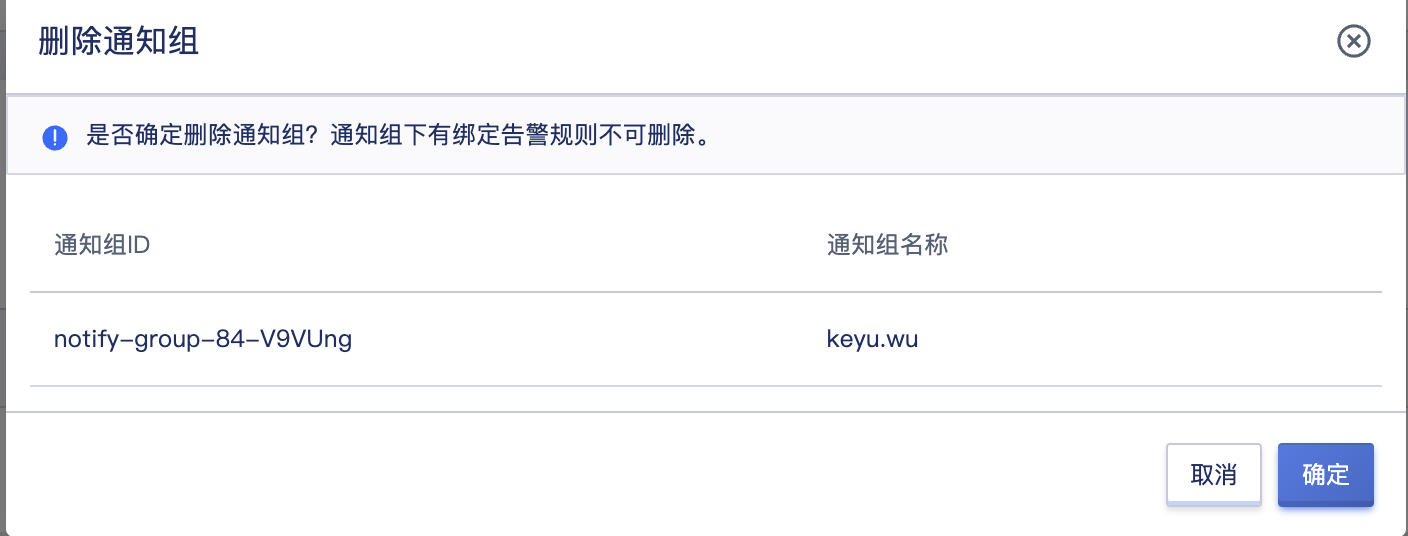 删除通知组
是否确定删除通知组？通知组下有绑定告警规则不可删除。
通知组ID 通知组名称
notify-group-84-V9VUng keyu.wu
取消 确定